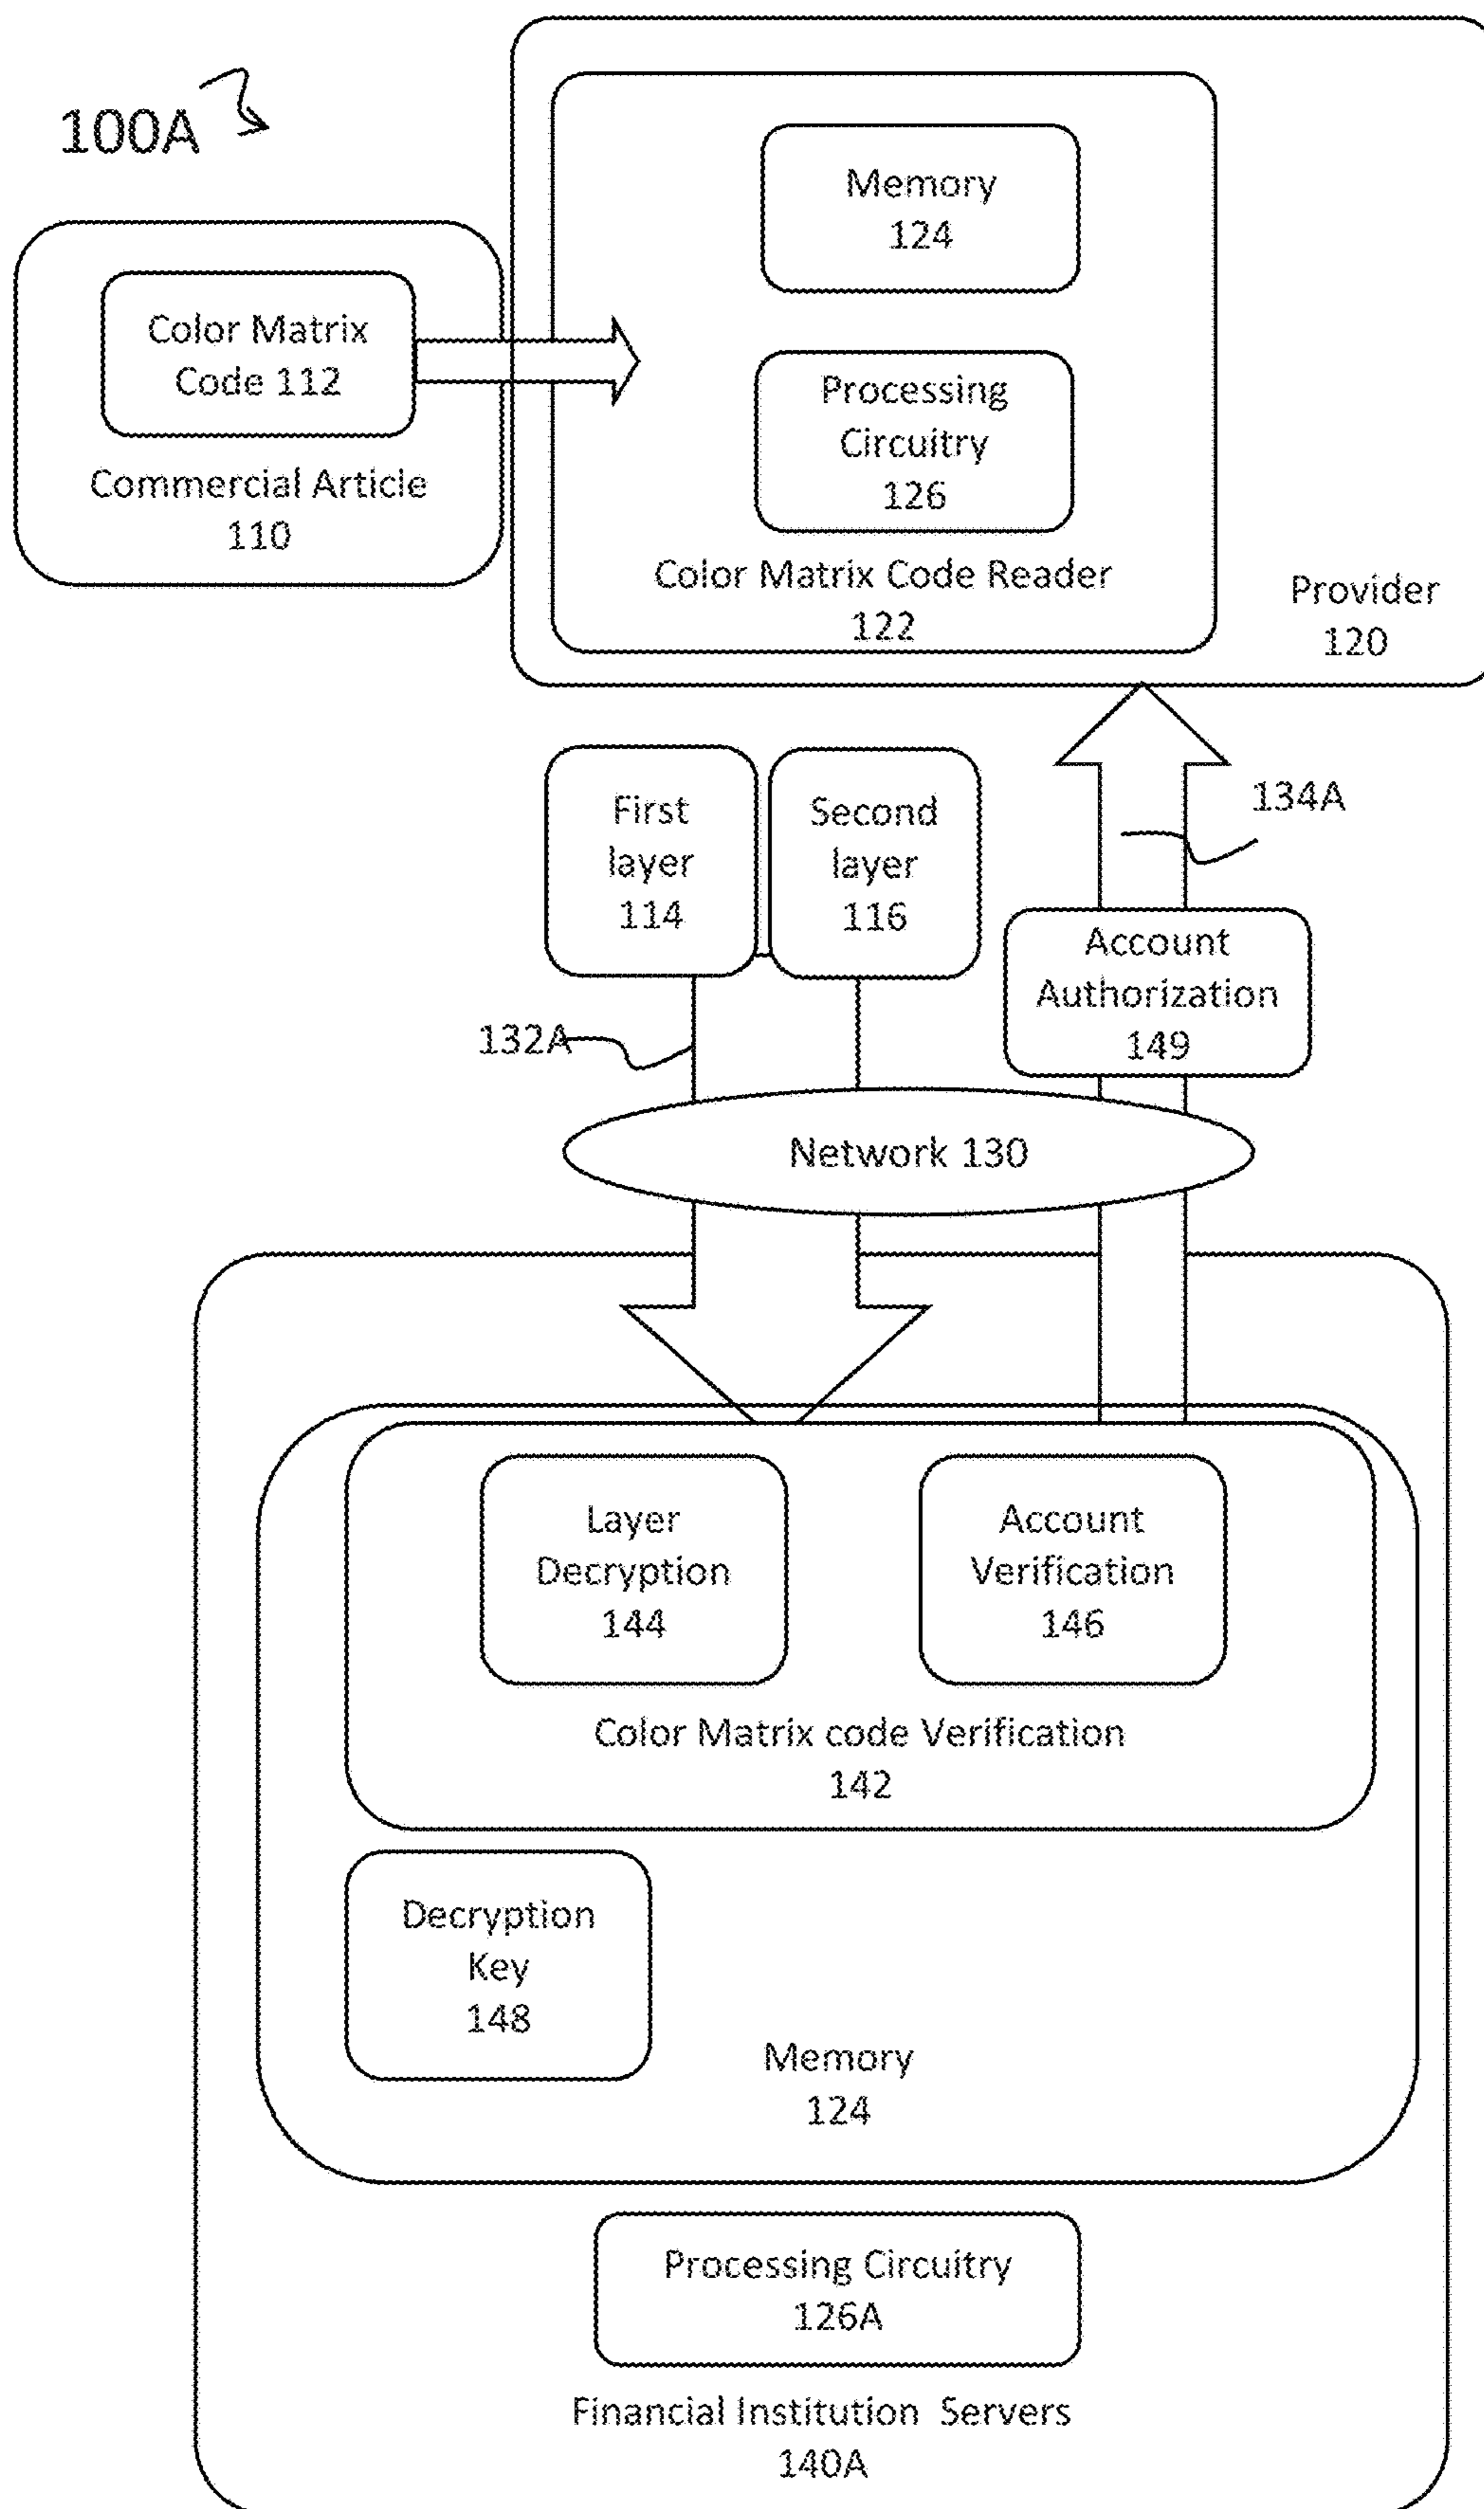 100A
Memory
124
Color Matrix
Code 112
Commercial Article
110
Processing
Circuitry
126
Color Matrix Code Reader
122
Provider
120
First
layer
114
Second
layer
116
134A
Account
Authorization
149
132A
Network 130
Layer
Decryption
144
Account
Verification
146
Color Matrix code Verification
142
Decryption
Key
148
Memory
124
Processing Circuitry
126A
Financial Institution Servers
140A